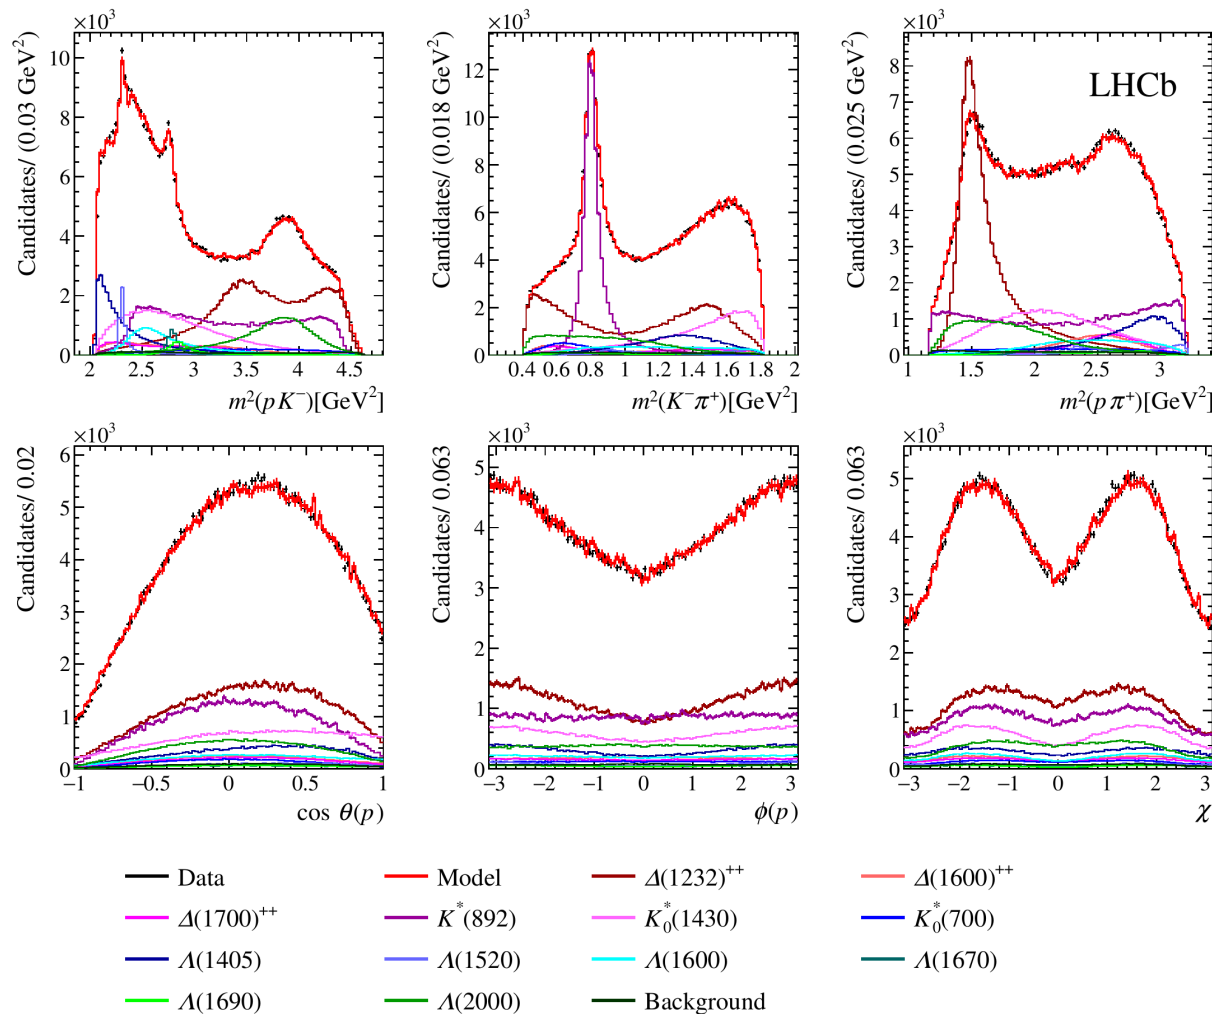 ×10³ ×10³ ×10³
Candidates/ (0.03 GeV²)
10
8
6
4
2
0
2 2.5 3 3.5 4 4.5
m²(pK⁻)[GeV²]
Candidates/ (0.018 GeV²)
12
10
8
6
4
2
0
0.4 0.6 0.8 1 1.2 1.4 1.6 1.8 2
m²(K⁻π⁺)[GeV²]
Candidates/ (0.025 GeV²)
LHCb
9
8
7
6
5
4
3
2
1
0
1 1.5 2 2.5 3
m²(pπ⁺)[GeV²]
×10³ ×10³ ×10³
Candidates/ 0.02
6
5
4
3
2
1
0
−1 −0.5 0 0.5 1
cos θ(p)
Candidates/ 0.063
5
4
3
2
1
0
−3 −2 −1 0 1 2 3
ϕ(p)
Candidates/ 0.063
5
4
3
2
1
0
−3 −2 −1 0 1 2 3
χ
Data Model Δ(1232)⁺⁺ Δ(1600)⁺⁺
Δ(1700)⁺⁺ K*(892) K*₀(1430) K*₀(700)
Λ(1405) Λ(1520) Λ(1600) Λ(1670)
Λ(1690) Λ(2000) Background